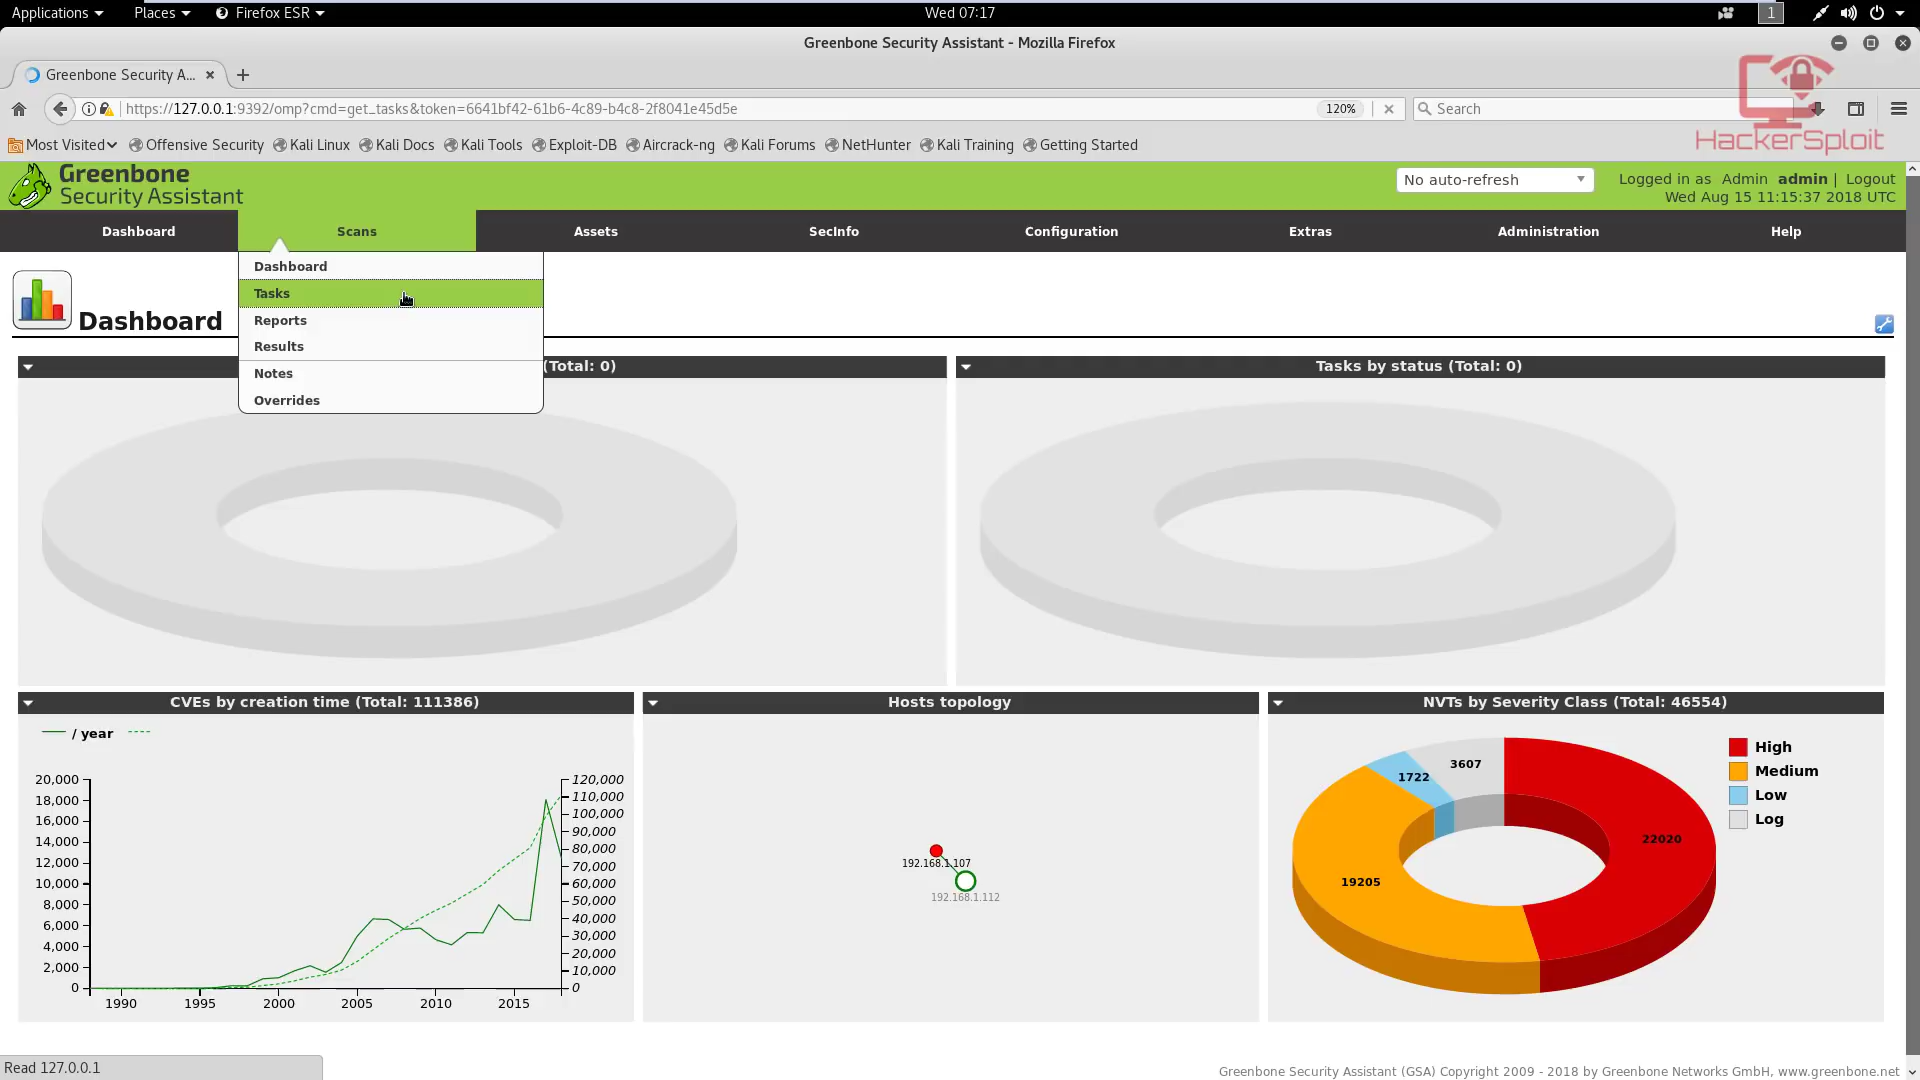 Applications Places Firefox ESR Wed 07:17 1
Greenbone Security Assistant - Mozilla Firefox
Greenbone Security A...
https://127.0.0.1:9392/omp?cmd=get_tasks&token=6641bf42-61b6-4c89-b4c8-2f8041e45d5e 120% Search
HackerSploit
Most Visited Offensive Security Kali Linux Kali Docs Kali Tools Exploit-DB Aircrack-ng Kali Forums NetHunter Kali Training Getting Started
Greenbone
Security Assistant
No auto-refresh
Logged in as Admin admin | Logout
Wed Aug 15 11:15:37 2018 UTC
Dashboard Scans Assets SecInfo Configuration Extras Administration Help
Dashboard
Tasks
Reports
Results
Notes
Overrides
Dashboard
(Total: 0)
Tasks by status (Total: 0)
CVEs by creation time (Total: 111386)
/ year
20,000
18,000
16,000
14,000
12,000
10,000
8,000
6,000
4,000
2,000
0
120,000
110,000
100,000
90,000
80,000
70,000
60,000
50,000
40,000
30,000
20,000
10,000
0
1990 1995 2000 2005 2010 2015
Hosts topology
192.168.1.107
192.168.1.112
NVTs by Severity Class (Total: 46554)
3607
1722
22020
19205
High
Medium
Low
Log
Read 127.0.0.1
Greenbone Security Assistant (GSA) Copyright 2009 - 2018 by Greenbone Networks GmbH, www.greenbone.net